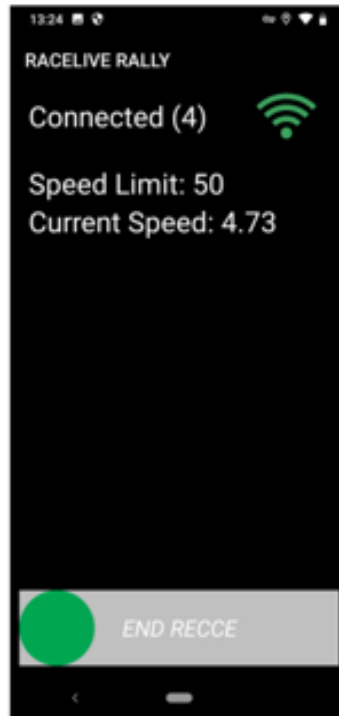 13:24
RACELIVE RALLY
Connected (4)
Speed Limit: 50
Current Speed: 4.73
END RECCE